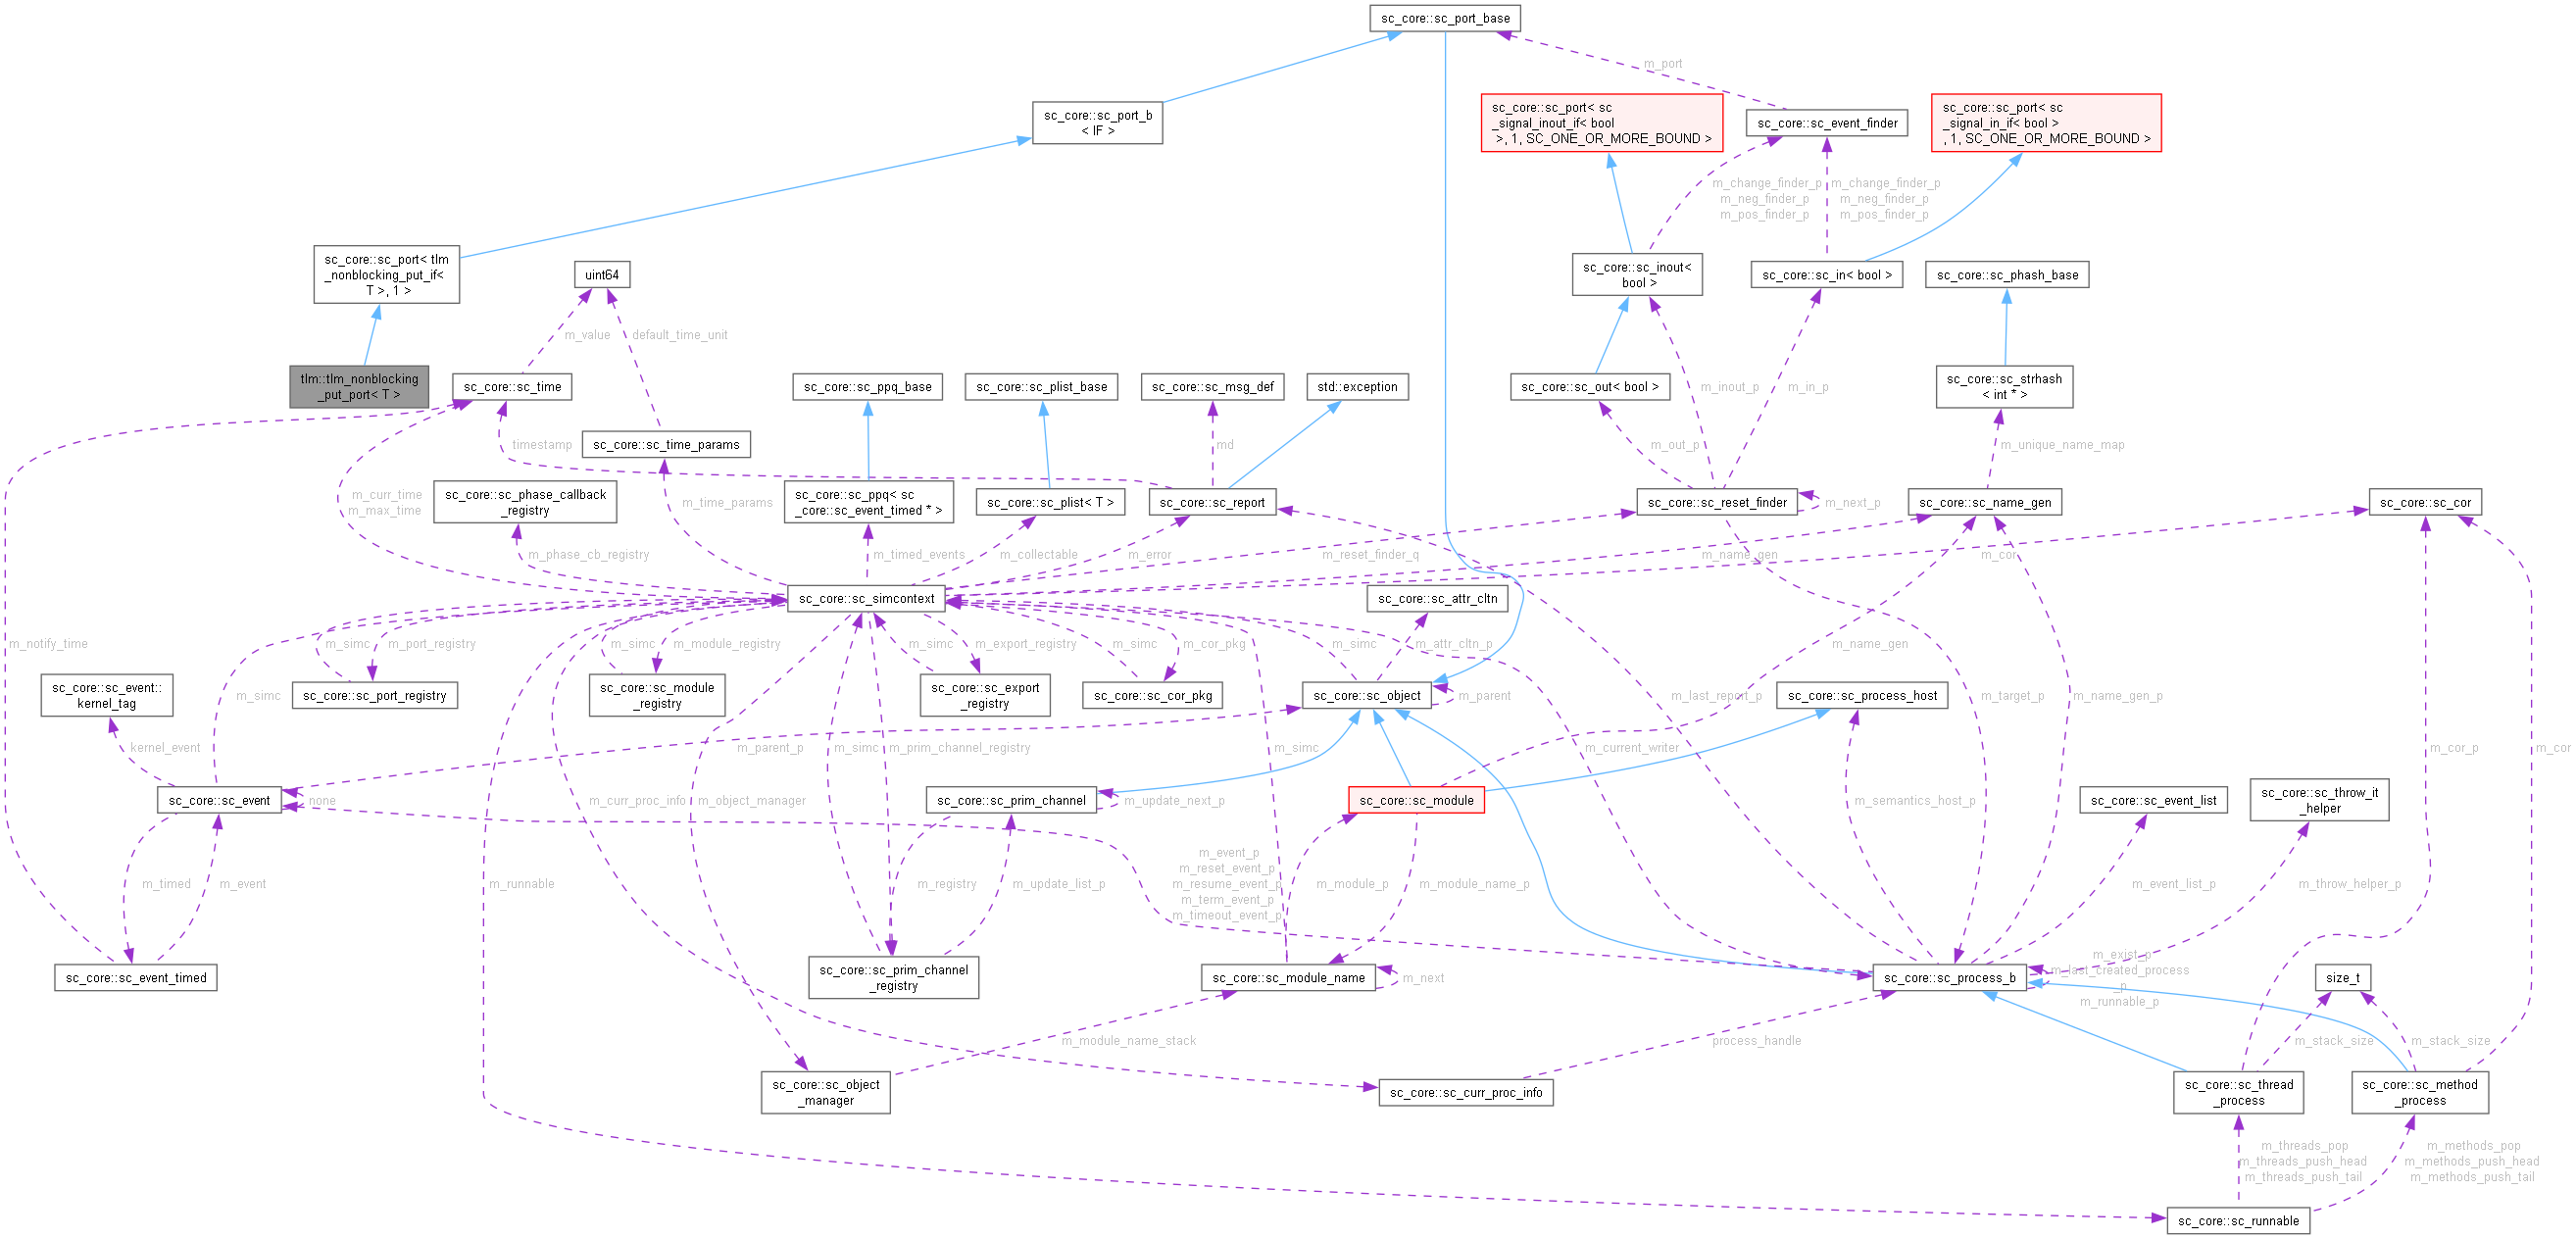 sc_core::sc_port_base
m_port
sc_core::sc_port_b
< IF >
sc_core::sc_port< sc
_signal_inout_if< bool
>, 1, SC_ONE_OR_MORE_BOUND >
sc_core::sc_event_finder
sc_core::sc_port< sc
_signal_in_if< bool >
, 1, SC_ONE_OR_MORE_BOUND >
m_change_finder_p
m_neg_finder_p
m_pos_finder_p
m_change_finder_p
m_neg_finder_p
m_pos_finder_p
sc_core::sc_port< tlm
_nonblocking_put_if<
T >, 1 >
uint64
sc_core::sc_inout<
bool >
sc_core::sc_in< bool >
sc_core::sc_phash_base
m_value
default_time_unit
tlm::tlm_nonblocking
_put_port< T >
sc_core::sc_time
sc_core::sc_ppq_base
sc_core::sc_plist_base
sc_core::sc_msg_def
std::exception
sc_core::sc_out< bool >
m_inout_p
m_in_p
sc_core::sc_strhash
< int * >
timestamp
sc_core::sc_time_params
md
m_out_p
m_unique_name_map
m_curr_time
m_max_time
sc_core::sc_phase_callback
_registry
m_time_params
sc_core::sc_ppq< sc
_core::sc_event_timed * >
sc_core::sc_plist< T >
sc_core::sc_report
sc_core::sc_reset_finder
m_next_p
sc_core::sc_name_gen
sc_core::sc_cor
m_phase_cb_registry
m_timed_events
m_collectable
m_error
m_reset_finder_q
m_name_gen
m_cor
sc_core::sc_simcontext
sc_core::sc_attr_cltn
m_notify_time
m_simc
m_port_registry
m_simc
m_module_registry
m_simc
m_export_registry
m_simc
m_cor_pkg
m_simc
m_attr_cltn_p
m_name_gen
sc_core::sc_event::
kernel_tag
m_simc
sc_core::sc_port_registry
sc_core::sc_module
_registry
sc_core::sc_export
_registry
sc_core::sc_cor_pkg
sc_core::sc_object
m_parent
m_last_report_p
sc_core::sc_process_host
m_target_p
m_name_gen_p
kernel_event
m_parent_p
m_simc
m_prim_channel_registry
m_simc
m_current_writer
m_cor_p
m_cor
sc_core::sc_event
none
m_curr_proc_info
m_object_manager
sc_core::sc_prim_channel
m_update_next_p
sc_core::sc_module
m_semantics_host_p
sc_core::sc_event_list
sc_core::sc_throw_it
_helper
m_timed
m_event
m_runnable
m_registry
m_update_list_p
m_event_p
m_reset_event_p
m_resume_event_p
m_term_event_p
m_timeout_event_p
m_module_p
m_module_name_p
m_event_list_p
m_throw_helper_p
sc_core::sc_event_timed
sc_core::sc_prim_channel
_registry
sc_core::sc_module_name
m_next
sc_core::sc_process_b
m_exist_p
m_last_created_process
_p
m_runnable_p
size_t
m_module_name_stack
process_handle
m_stack_size
m_stack_size
sc_core::sc_object
_manager
sc_core::sc_curr_proc_info
sc_core::sc_thread
_process
sc_core::sc_method
_process
m_threads_pop
m_threads_push_head
m_threads_push_tail
m_methods_pop
m_methods_push_head
m_methods_push_tail
sc_core::sc_runnable